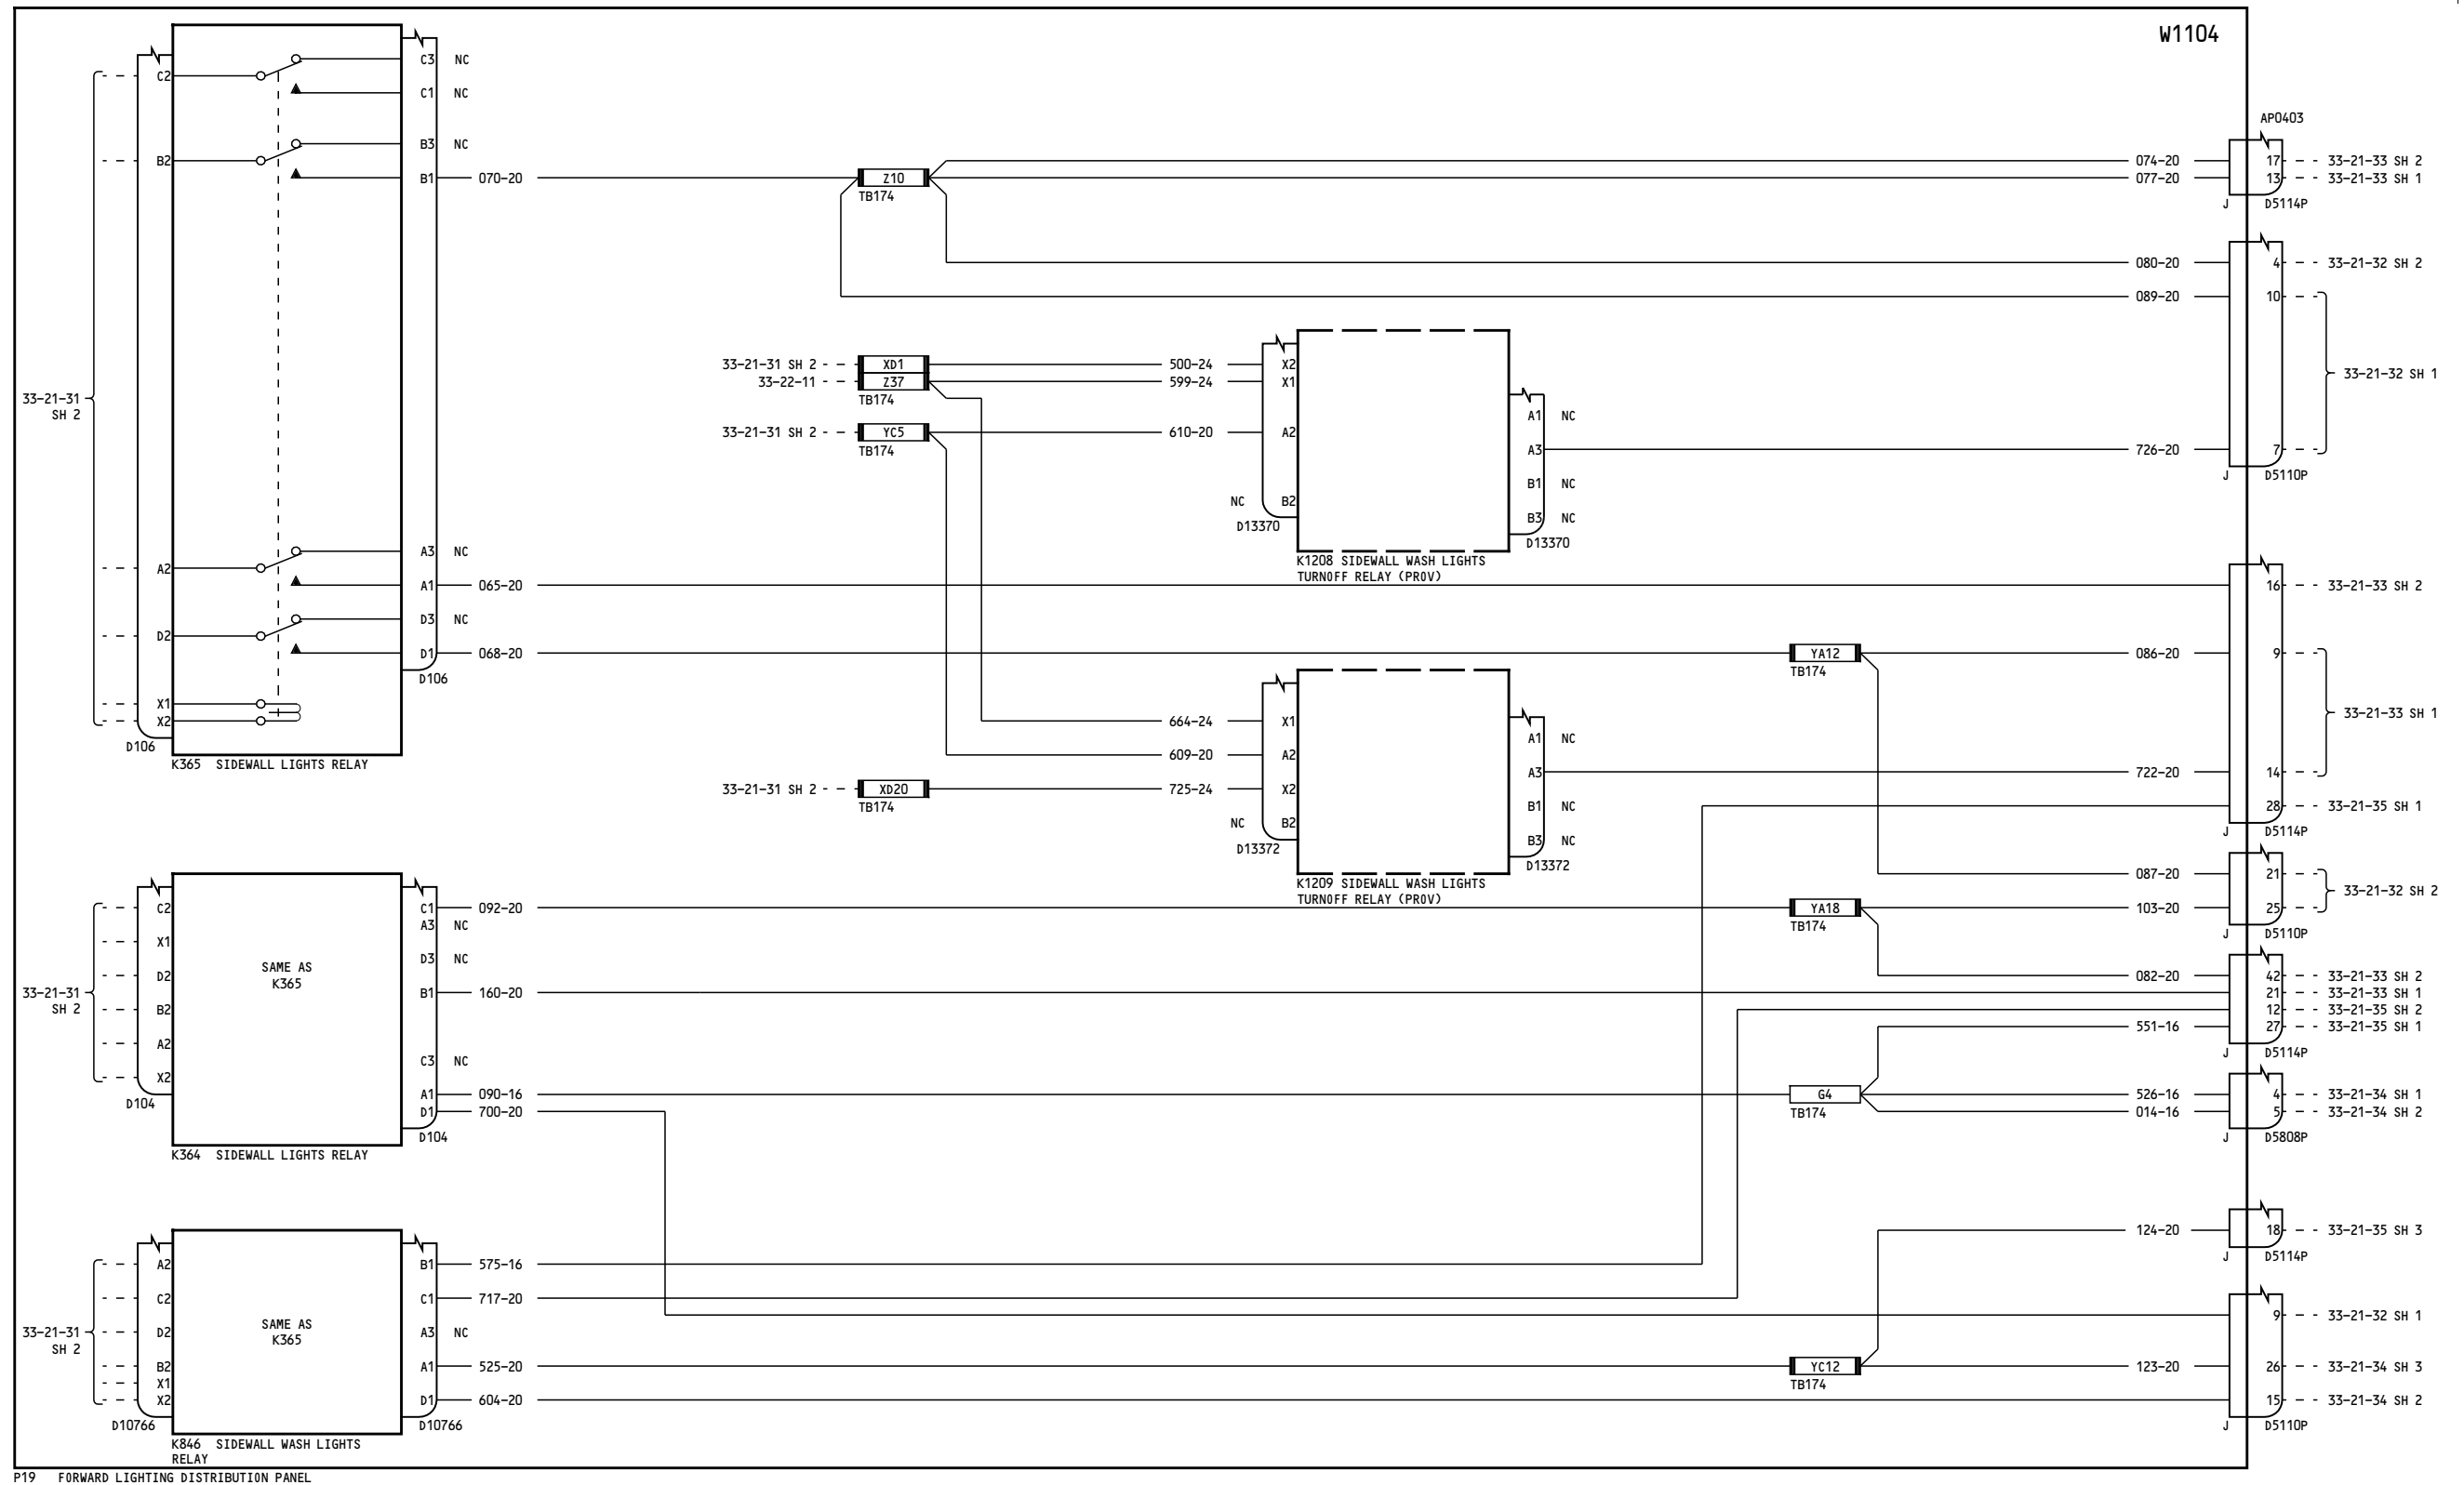 W1104
AP0403
C2
C3 NC
C1 NC
B2
B3 NC
B1 070-20
Z10
TB174
074-20 17 33-21-33 SH 2
077-20 13 33-21-33 SH 1
J D5114P
080-20 4 33-21-32 SH 2
089-20 10
33-21-32 SH 1
33-21-31 SH 2 XD1 500-24 X2
33-22-11 Z37 599-24 X1
TB174
33-21-31
SH 2
A1 NC
33-21-31 SH 2 YC5 610-20 A2
TB174
A3 726-20 7
J D5110P
B1 NC
NC B2
B3 NC
D13370
D13370
K1208 SIDEWALL WASH LIGHTS
TURNOFF RELAY (PROV)
A2
A3 NC
A1 065-20 16 33-21-33 SH 2
D2
D3 NC
D1 068-20 YA12 086-20 9
TB174
D106
X1
X2
D106
K365 SIDEWALL LIGHTS RELAY
33-21-33 SH 1
664-24 X1
A1 NC
609-20 A2
A3 722-20 14
33-21-31 SH 2 XD20 725-24 X2
TB174
B1 NC
28 33-21-35 SH 1
J D5114P
NC B2
B3 NC
D13372
D13372
K1209 SIDEWALL WASH LIGHTS
TURNOFF RELAY (PROV)
087-20 21
33-21-32 SH 2
C2
C1 092-20 YA18 103-20 25
TB174
J D5110P
A3 NC
X1
D3 NC
D2
SAME AS
K365
33-21-31
SH 2
082-20 42 33-21-33 SH 2
B1 160-20 21 33-21-33 SH 1
B2
12 33-21-35 SH 2
551-16 27 33-21-35 SH 1
J D5114P
A2
C3 NC
X2
D104
A1 090-16 G4 526-16 4 33-21-34 SH 1
TB174
D1 700-20 014-16 5 33-21-34 SH 2
J D5808P
D104
K364 SIDEWALL LIGHTS RELAY
124-20 18 33-21-35 SH 3
J D5114P
A2
B1 575-16
C2
C1 717-20
9 33-21-32 SH 1
33-21-31
SH 2
D2
SAME AS
K365
A3 NC
B2
A1 525-20 YC12 123-20 26 33-21-34 SH 3
TB174
X1
X2
D1 604-20 15 33-21-34 SH 2
D10766
D10766
J D5110P
K846 SIDEWALL WASH LIGHTS
RELAY
P19 FORWARD LIGHTING DISTRIBUTION PANEL